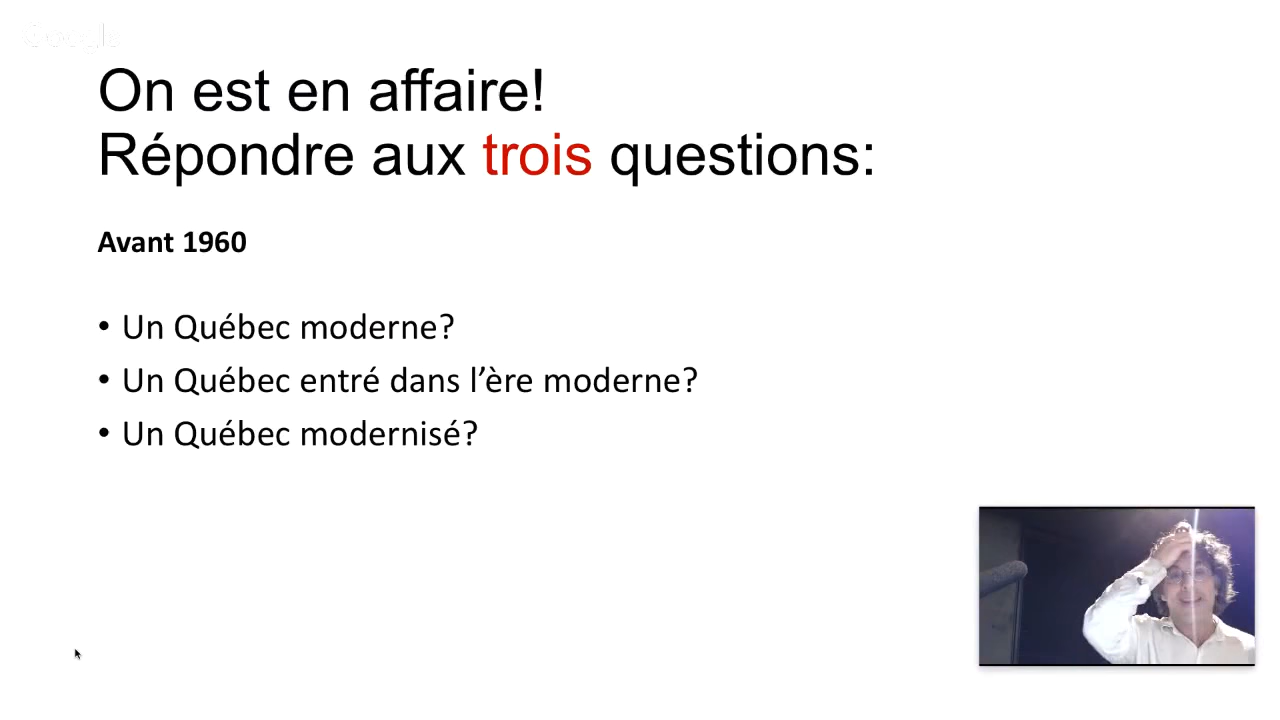 Google
On est en affaire!
Répondre aux trois questions:
Avant 1960
• Un Québec moderne?
• Un Québec entré dans l’ère moderne?
• Un Québec modernisé?